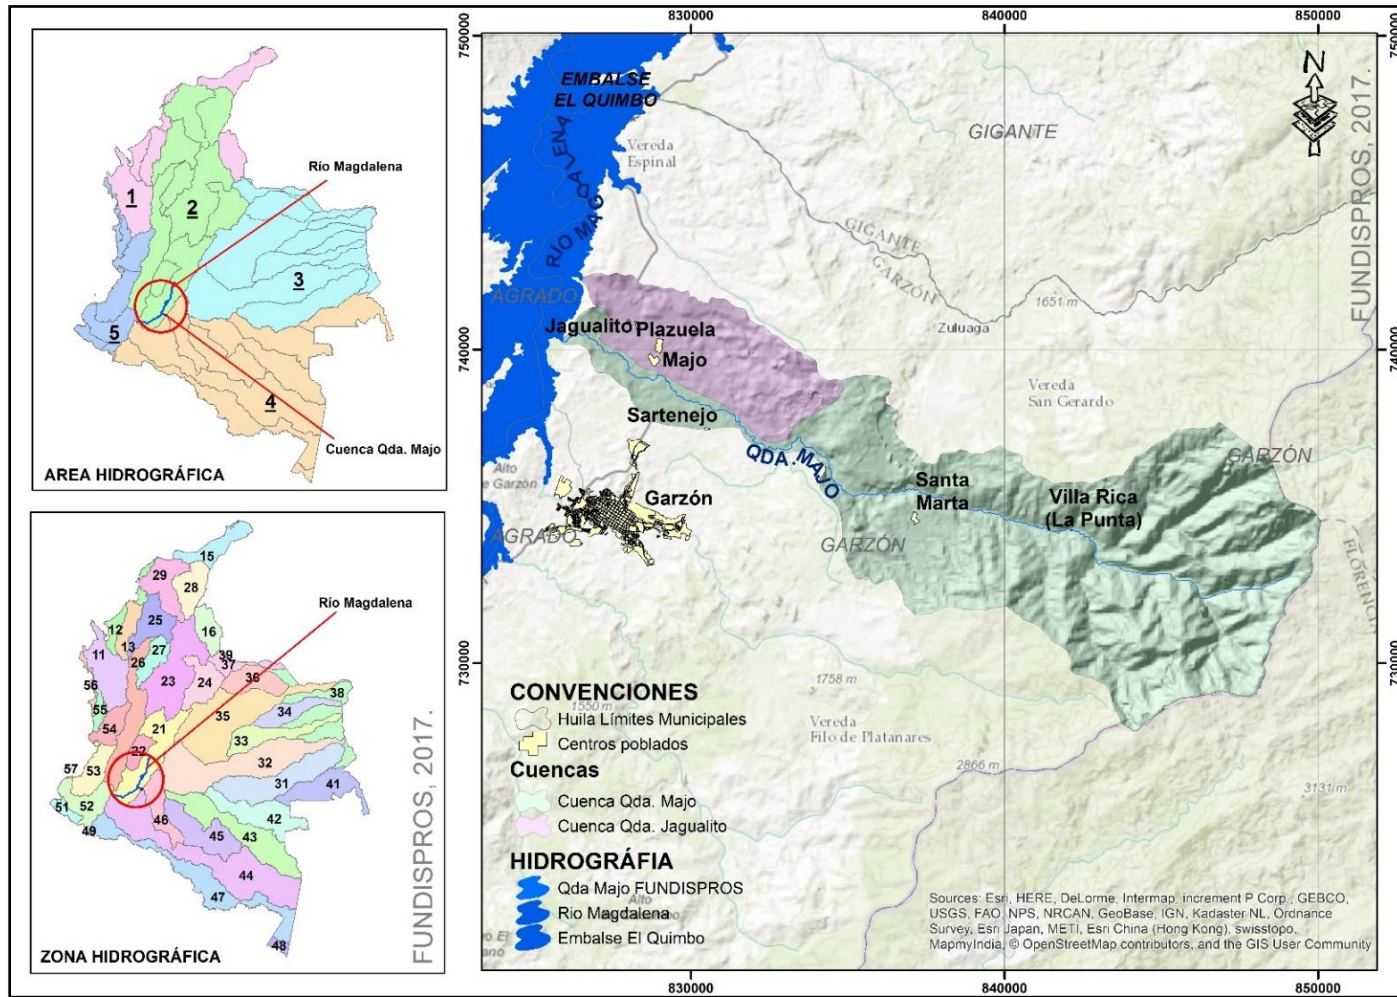 1
2
3
4
5
Río Magdalena
Cuenca Qda. Majo
AREA HIDROGRÁFICA
15
29
28
12
25
16
13
11
26
27
39
37
56
23
24
36
38
55
35
34
54
21
33
22
32
57
53
31
41
51
52
46
42
49
45
43
44
47
48
Río Magdalena
FUNDISPROS, 2017.
ZONA HIDROGRÁFICA
830000
840000
850000
750000
750000
740000
740000
730000
730000
830000
840000
850000
N
FUNDISPROS, 2017.
EMBALSE
EL QUIMBO
GIGANTE
Vereda
Espinal
RÍO MAGDALENA
GIGANTE
GARZÓN
AGRADO
1651 m
Zuluaga
Jagualito
Plazuela
Majo
Vereda
San Gerardo
Sartenejo
QDA. MAJO
GARZÓN
Alto
de Garzón
Santa
Marta
Villa Rica
(La Punta)
Garzón
AGRADO
GARZÓN
FLORENCIA
1758 m
1550 m
Vereda
Filo de Platanares
2866 m
3131 m
CONVENCIONES
Huila Límites Municipales
Centros poblados
Cuencas
Cuenca Qda. Majo
Cuenca Qda. Jagualito
HIDROGRÁFIA
Qda Majo FUNDISPROS
Rio Magdalena
Embalse El Quimbo
Sources: Esri, HERE, DeLorme, Intermap, increment P Corp., GEBCO,
USGS, FAO, NPS, NRCAN, GeoBase, IGN, Kadaster NL, Ordnance
Survey, Esri Japan, METI, Esri China (Hong Kong), swisstopo,
MapmyIndia, © OpenStreetMap contributors, and the GIS User Community